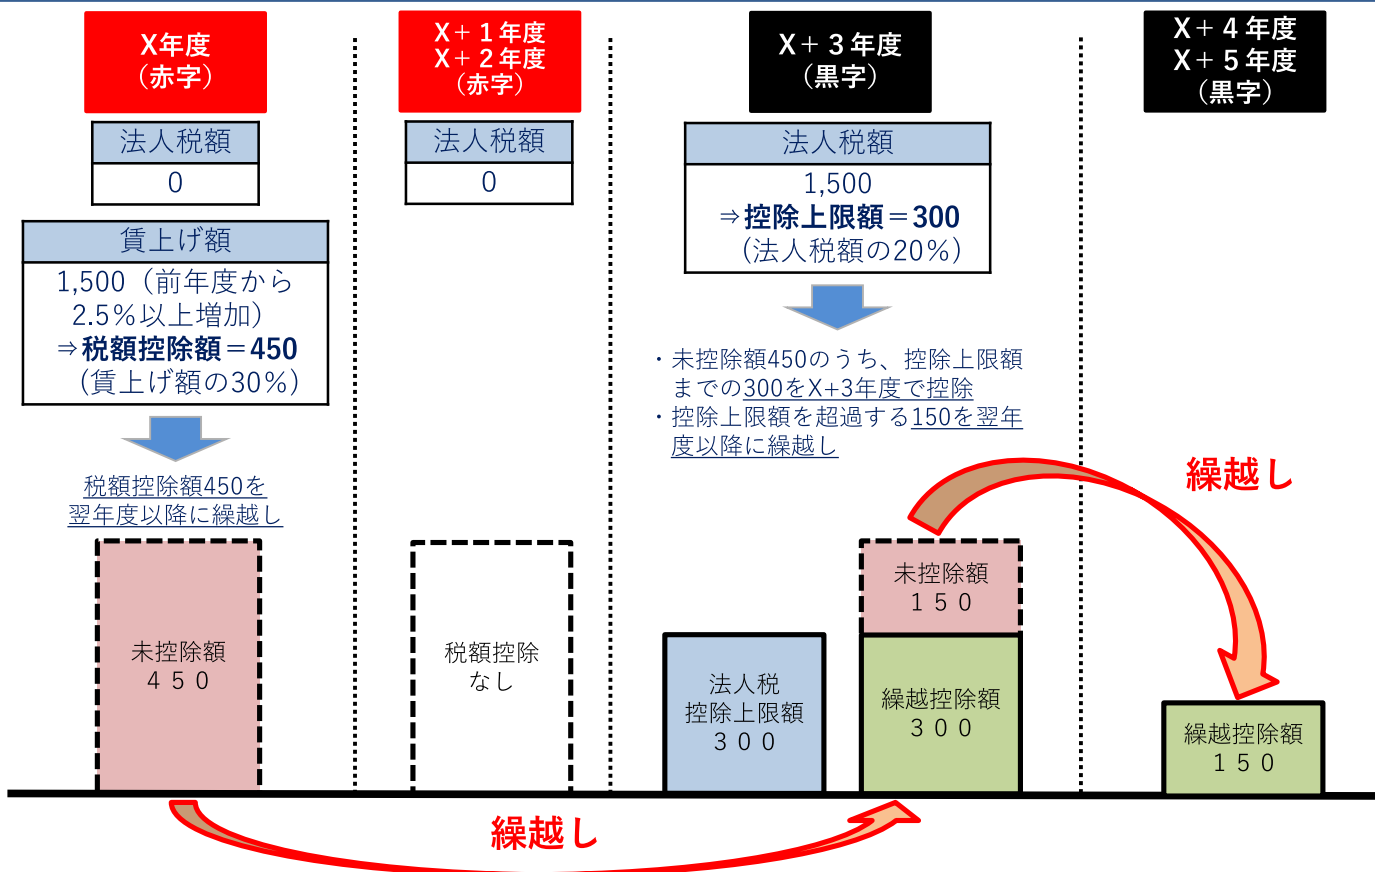 X年度
（赤字）
法人税額
0
賃上げ額
1,500（前年度から
2.5%以上増加）
⇒税額控除額＝450
（賃上げ額の30%）
税額控除額450を
翌年度以降に繰越し
未控除額
４５０
X＋１年度
X＋２年度
（赤字）
法人税額
0
税額控除
なし
X＋３年度
（黒字）
法人税額
1,500
⇒控除上限額＝300
（法人税額の20%）
・未控除額450のうち、控除上限額
までの300をX+3年度で控除
・控除上限額を超過する150を翌年
度以降に繰越し
法人税
控除上限額
３００
未控除額
１５０
繰越控除額
３００
X＋４年度
X＋５年度
（黒字）
繰越し
繰越控除額
１５０
繰越し